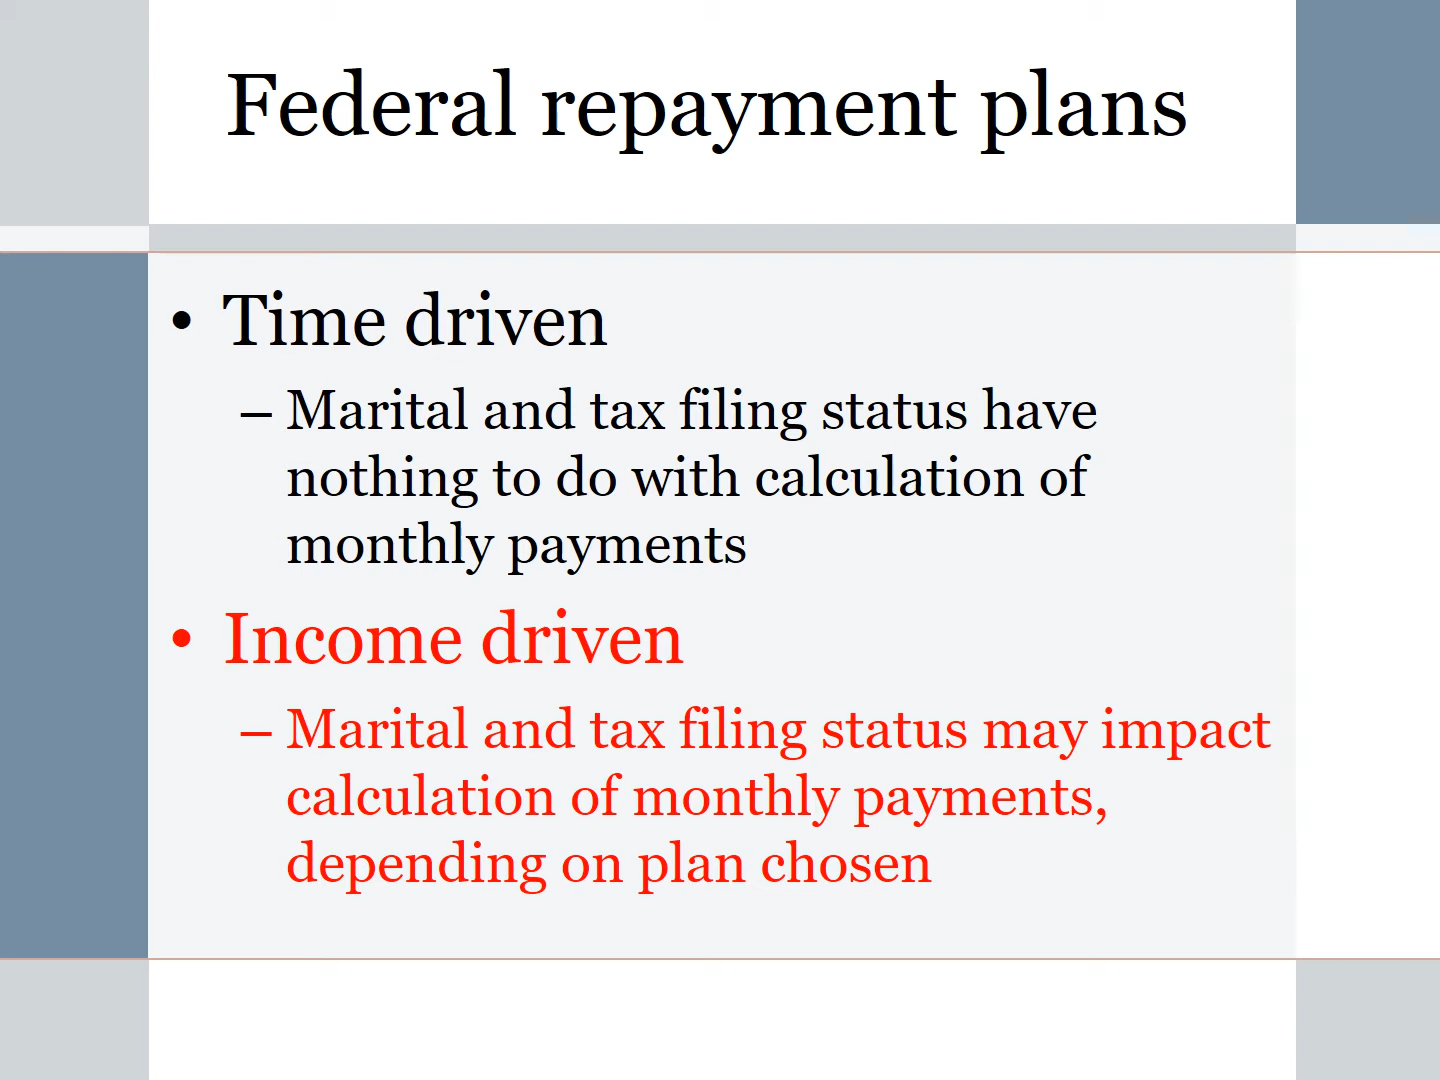 Federal repayment plans
• Time driven
– Marital and tax filing status have
nothing to do with calculation of
monthly payments
• Income driven
– Marital and tax filing status may impact
calculation of monthly payments,
depending on plan chosen